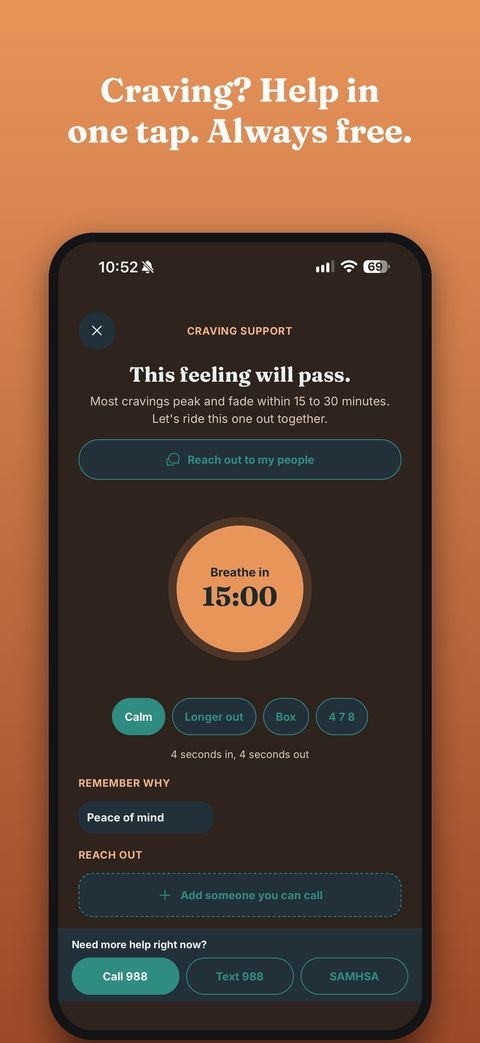 Craving? Help in
one tap. Always free.
10:52
69
CRAVING SUPPORT
This feeling will pass.
Most cravings peak and fade within 15 to 30 minutes.
Let's ride this one out together.
Reach out to my people
Breathe in
15:00
Calm
Longer out
Box
4 7 8
4 seconds in, 4 seconds out
REMEMBER WHY
Peace of mind
REACH OUT
Add someone you can call
Need more help right now?
Call 988
Text 988
SAMHSA